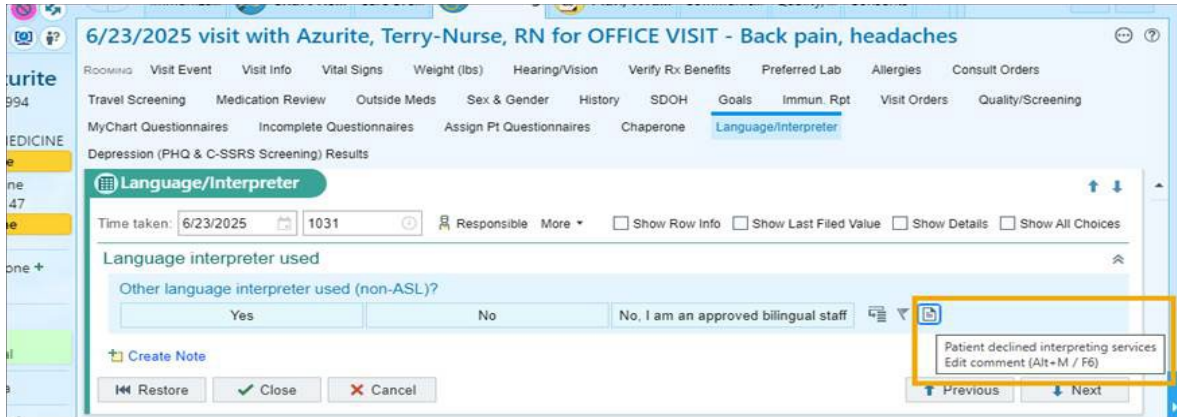 6/23/2025 visit with Azurite, Terry-Nurse, RN for OFFICE VISIT - Back pain, headaches
ROOMING Visit Event Visit Info Vital Signs Weight (lbs) Hearing/Vision Verify Rx Benefits Preferred Lab Allergies Consult Orders
Travel Screening Medication Review Outside Meds Sex & Gender History SDOH Goals Immun. Rpt Visit Orders Quality/Screening
MyChart Questionnaires Incomplete Questionnaires Assign Pt Questionnaires Chaperone Language/Interpreter
Depression (PHQ & C-SSRS Screening) Results
Language/Interpreter
Time taken: 6/23/2025 1031 Responsible More Show Row Info Show Last Filed Value Show Details Show All Choices
Language interpreter used
Other language interpreter used (non-ASL)?
Yes No No, I am an approved bilingual staff
Patient declined interpreting services
Edit comment (Alt+M / F6)
Create Note
Restore Close Cancel Previous Next